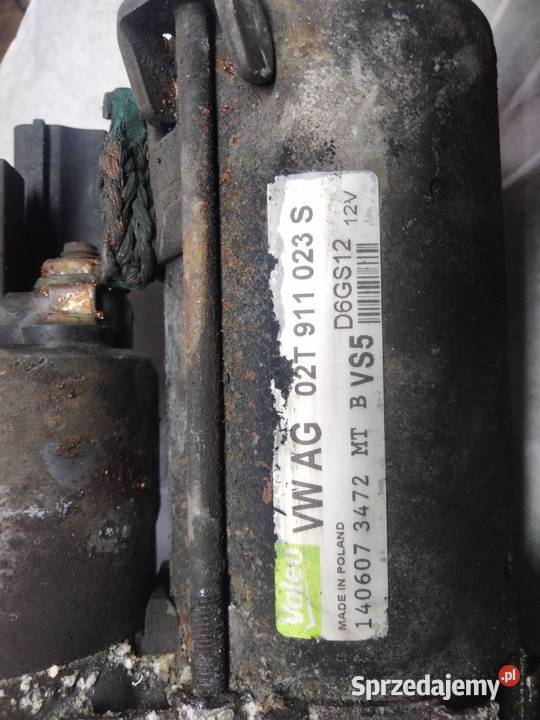 VW AG 02T 911 023 S
Valeo D6GS12 12V
MADE IN POLAND VS5
140607 3472 MT B
Sprzedajemy.pl